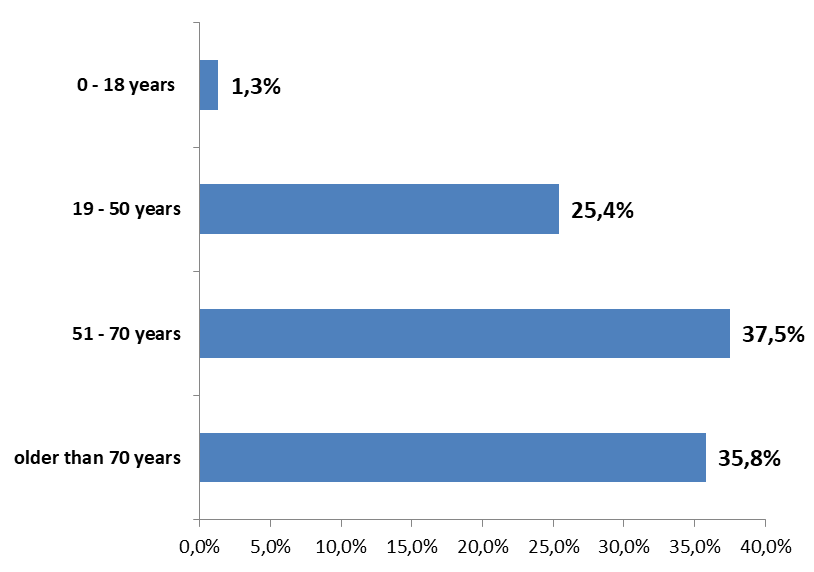 0 - 18 years
1,3%
19 - 50 years
25,4%
51 - 70 years
37,5%
older than 70 years
35,8%
0,0% 5,0% 10,0% 15,0% 20,0% 25,0% 30,0% 35,0% 40,0%